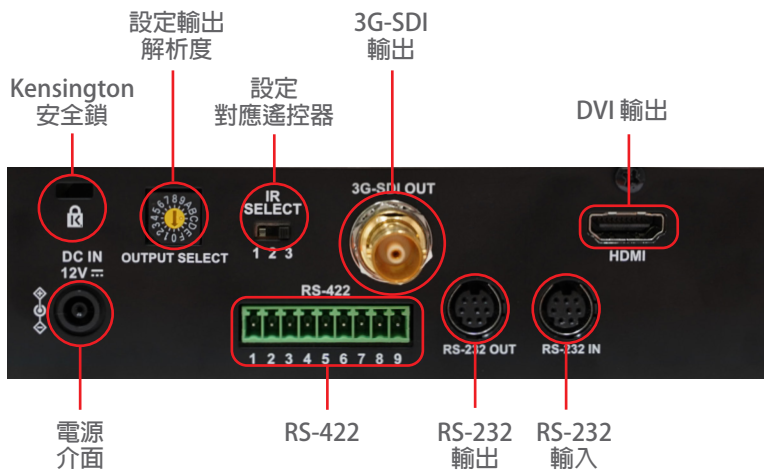 設定輸出
解析度
3G-SDI
輸出
Kensington
安全鎖
設定
對應遙控器
DVI 輸出
3G-SDI OUT
IR
SELECT
1 2 3
789ABCDEF0123456
OUTPUT SELECT
DC IN
12V
HDMI
RS-422
1 2 3 4 5 6 7 8 9
RS-232 OUT
RS-232 IN
電源
介面
RS-422
RS-232
輸出
RS-232
輸入